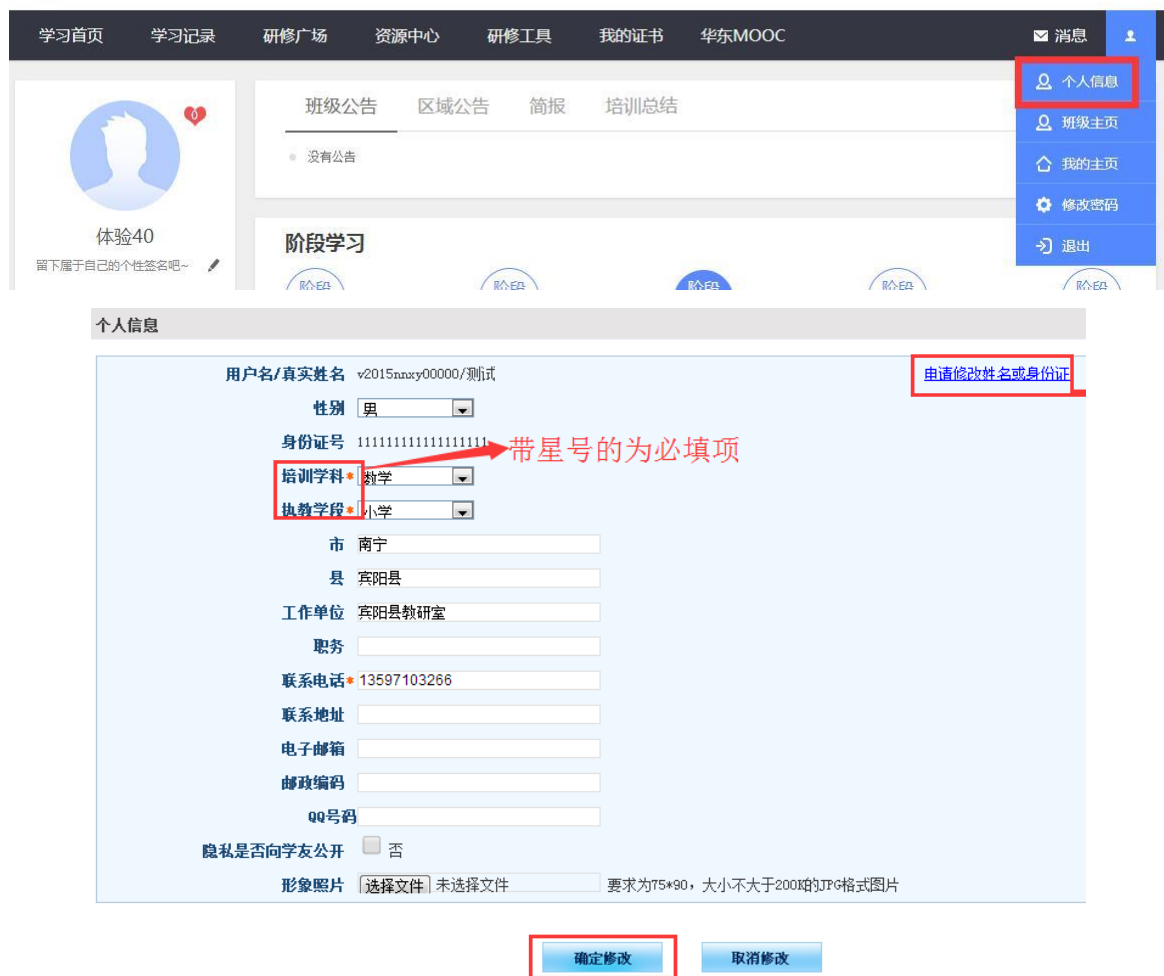 学习首页 学习记录 研修广场 资源中心 研修工具 我的证书 华东MOOC 消息
个人信息
班级公告 区域公告 简报 培训总结
班级主页
没有公告
我的主页
修改密码
体验40
阶段学习
退出
留下属于自己的个性签名吧~
阶段 阶段 阶段 阶段 阶段
个人信息
用户名/真实姓名 v2015nnxy00000/测试 申请修改姓名或身份证
性别 男
身份证号 111111111111111111
带星号的为必填项
培训学科* 数学
执教学段* 小学
市 南宁
县 宾阳县
工作单位 宾阳县教研室
职务
联系电话* 13597103266
联系地址
电子邮箱
邮政编码
QQ号码
隐私是否向学友公开 否
形象照片 选择文件 未选择文件 要求为75*90，大小不大于200K的JPG格式图片
确定修改 取消修改